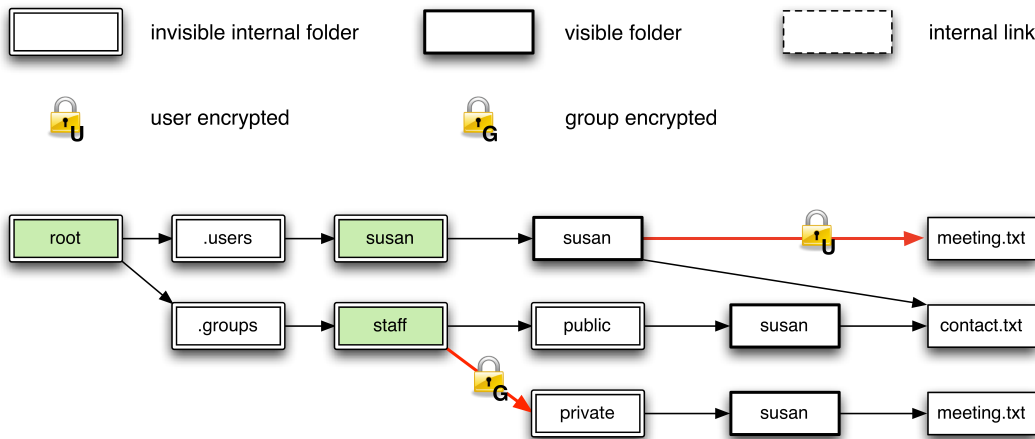 invisible internal folder
visible folder
internal link
U
user encrypted
G
group encrypted
root
.users
susan
susan
U
meeting.txt
.groups
staff
public
susan
contact.txt
G
private
susan
meeting.txt